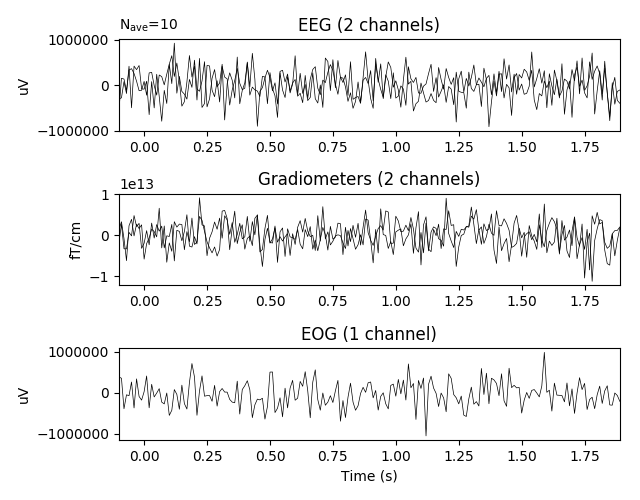 N_ave=10
EEG (2 channels)
1000000
0
−1000000
uV
0.00 0.25 0.50 0.75 1.00 1.25 1.50 1.75
1e13
Gradiometers (2 channels)
1
0
−1
fT/cm
0.00 0.25 0.50 0.75 1.00 1.25 1.50 1.75
EOG (1 channel)
1000000
0
−1000000
uV
0.00 0.25 0.50 0.75 1.00 1.25 1.50 1.75
Time (s)